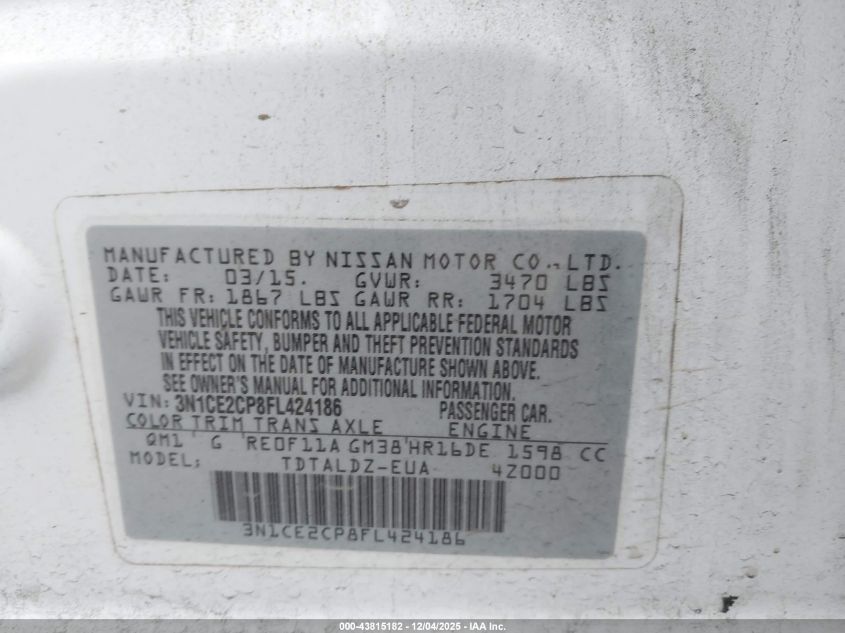 MANUFACTURED BY NISSAN MOTOR CO., LTD.
DATE: 03/15. GVWR: 3470 LBS
GAWR FR: 1867 LBS GAWR RR: 1704 LBS
THIS VEHICLE CONFORMS TO ALL APPLICABLE FEDERAL MOTOR
VEHICLE SAFETY, BUMPER AND THEFT PREVENTION STANDARDS
IN EFFECT ON THE DATE OF MANUFACTURE SHOWN ABOVE.
SEE OWNER'S MANUAL FOR ADDITIONAL INFORMATION.
VIN: 3N1CE2CP8FL424186 PASSENGER CAR.
COLOR TRIM TRANS AXLE ENGINE
QM1 G RE0F11A GM38 HR16DE 1598 CC
MODEL: TDTALDZ-EUA 4Z000
3N1CE2CP8FL424186
000-43815182 - 12/04/2025 - IAA Inc.